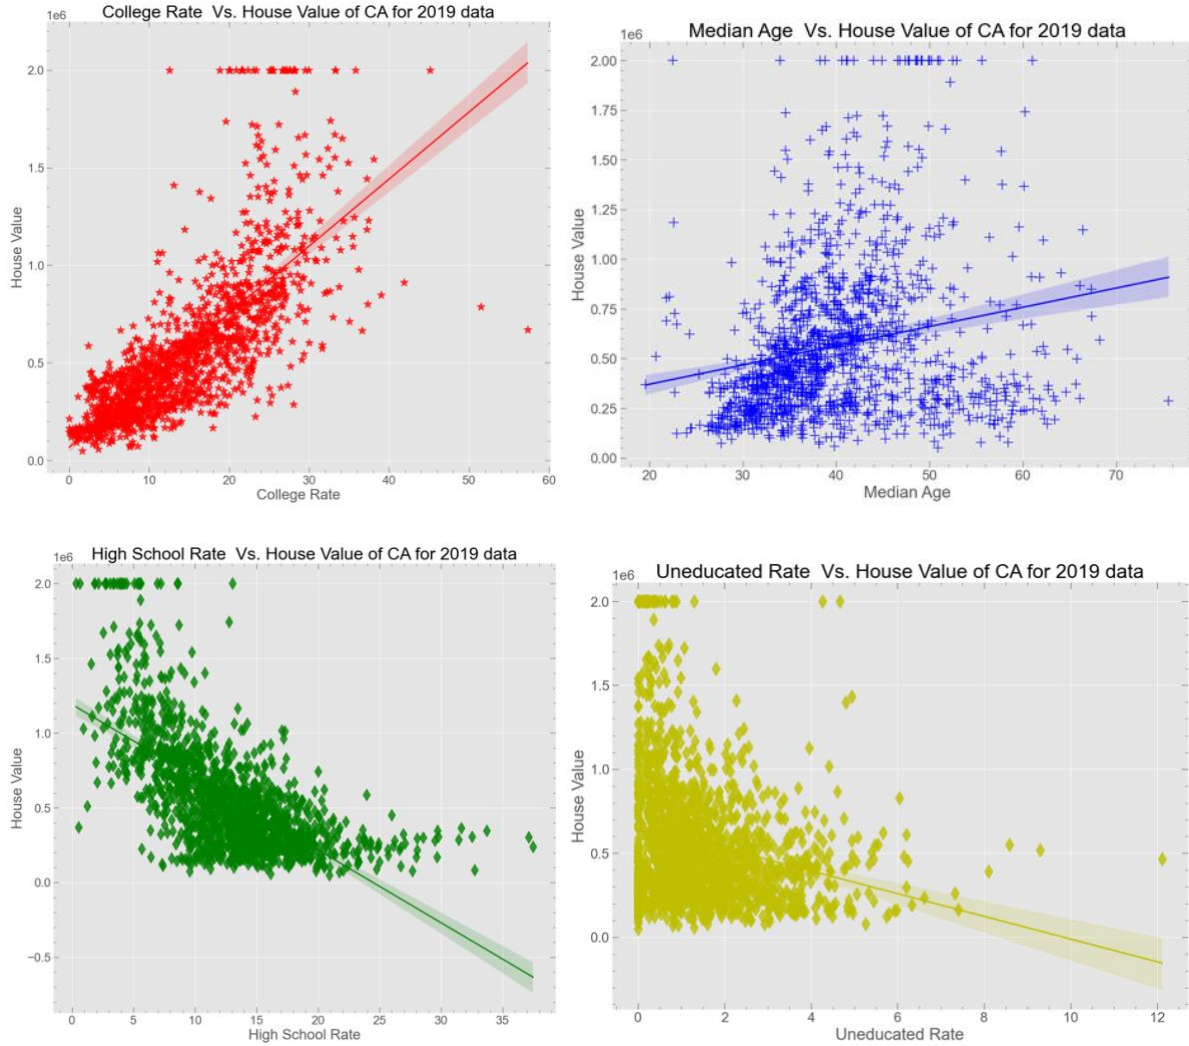 College Rate  Vs. House Value of CA for 2019 data
1e6
2.0
1.5
1.0
0.5
0.0
House Value
0 10 20 30 40 50 60
College Rate
Median Age  Vs. House Value of CA for 2019 data
1e6
2.00
1.75
1.50
1.25
1.00
0.75
0.50
0.25
0.00
House Value
20 30 40 50 60 70
Median Age
High School Rate  Vs. House Value of CA for 2019 data
1e6
2.0
1.5
1.0
0.5
0.0
−0.5
House Value
0 5 10 15 20 25 30 35
High School Rate
Uneducated Rate  Vs. House Value of CA for 2019 data
1e6
2.0
1.5
1.0
0.5
0.0
House Value
0 2 4 6 8 10 12
Uneducated Rate